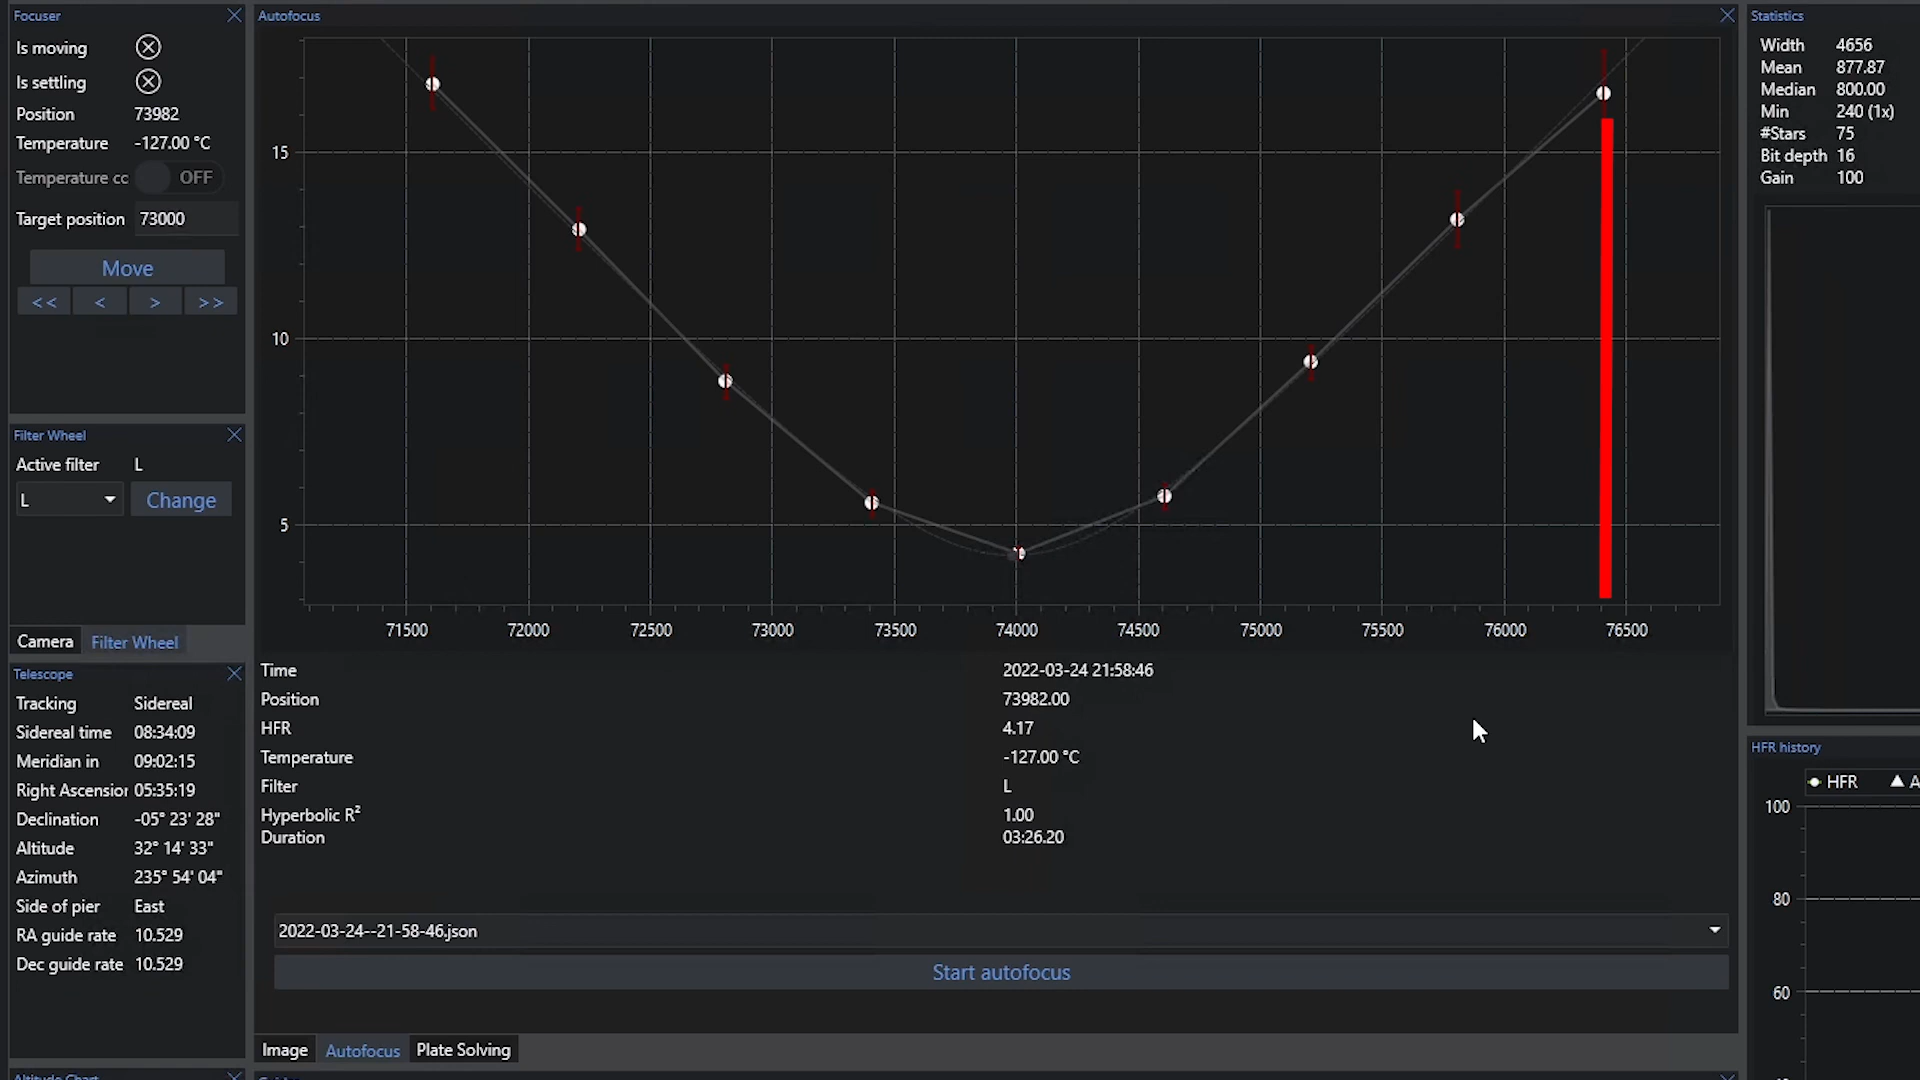 Focuser
Is moving
Is settling
Position 73982
Temperature -127.00 °C
Temperature cc OFF
Target position 73000
Move
<< < > >>
Filter Wheel
Active filter L
L Change
Camera Filter Wheel
Telescope
Tracking Sidereal
Sidereal time 08:34:09
Meridian in 09:02:15
Right Ascension 05:35:19
Declination -05° 23' 28"
Altitude 32° 14' 33"
Azimuth 235° 54' 04"
Side of pier East
RA guide rate 10.529
Dec guide rate 10.529
Altitude Chart
Autofocus
15
10
5
71500 72000 72500 73000 73500 74000 74500 75000 75500 76000 76500
Time 2022-03-24 21:58:46
Position 73982.00
HFR 4.17
Temperature -127.00 °C
Filter L
Hyperbolic R² 1.00
Duration 03:26.20
2022-03-24--21-58-46.json
Start autofocus
Image Autofocus Plate Solving
Statistics
Width 4656
Mean 877.87
Median 800.00
Min 240 (1x)
#Stars 75
Bit depth 16
Gain 100
HFR history
HFR A
100
80
60